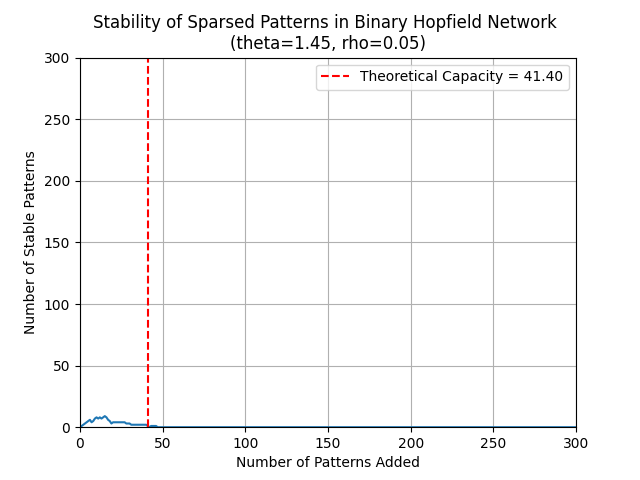 Stability of Sparsed Patterns in Binary Hopfield Network
(theta=1.45, rho=0.05)
Theoretical Capacity = 41.40
Number of Stable Patterns
300
250
200
150
100
50
0
0 50 100 150 200 250 300
Number of Patterns Added